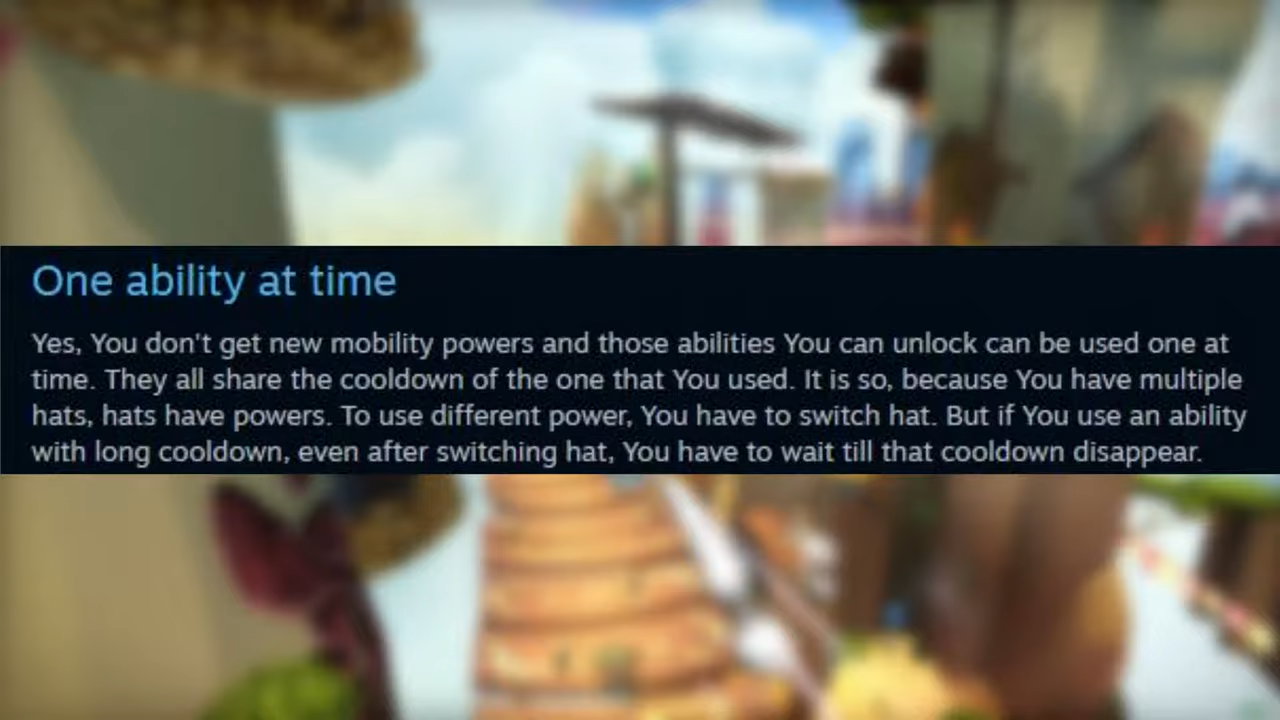 One ability at time
Yes, You don't get new mobility powers and those abilities You can unlock can be used one at
time. They all share the cooldown of the one that You used. It is so, because You have multiple
hats, hats have powers. To use different power, You have to switch hat. But if You use an ability
with long cooldown, even after switching hat, You have to wait till that cooldown disappear.